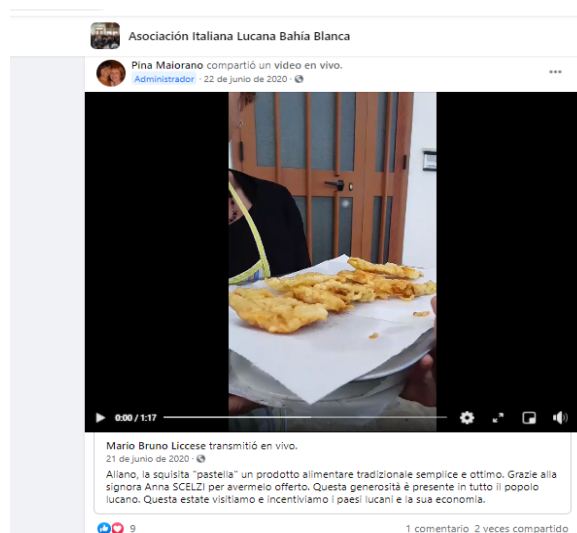 Asociación Italiana Lucana Bahía Blanca
Pina Maiorano compartió un video en vivo.
Administrador · 22 de junio de 2020 ·
0:00 / 1:17
Mario Bruno Liccese transmitió en vivo.
21 de junio de 2020 ·
Aliano, la squisita "pastella" un prodotto alimentare tradizionale semplice e ottimo. Grazie alla
signora Anna SCELZI per avermelo offerto. Questa generosità è presente in tutto il popolo
lucano. Questa estate visitiamo e incentiviamo i paesi lucani e la sua economia.
9
1 comentario 2 veces compartido